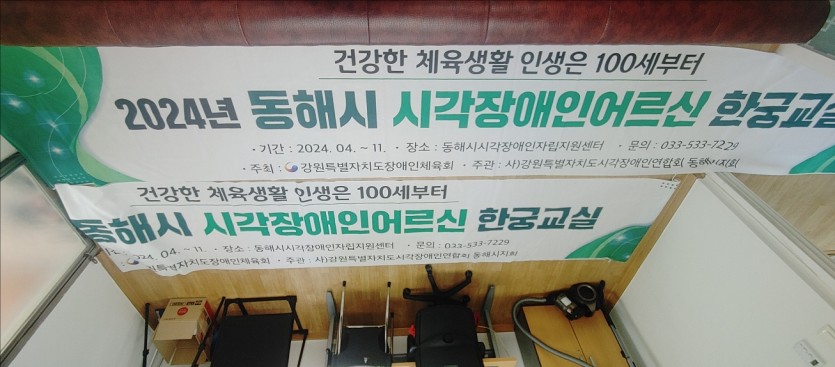 건강한 체육생활 인생은 100세부터
2024년 동해시 시각장애인어르신 한궁교실
· 기간 : 2024. 04. ~ 11. · 장소 : 동해시시각장애인자립지원센터 · 문의 : 033-533-7229
· 주최 : 강원특별자치도장애인체육회 · 주관 : 사)강원특별자치도시각장애인연합회 동해시지회
건강한 체육생활 인생은 100세부터
동해시 시각장애인어르신 한궁교실
2024. 04. ~ 11. · 장소 : 동해시시각장애인자립지원센터 · 문의 : 033-533-7229
특별자치도장애인체육회 · 주관 : 사)강원특별자치도시각장애인연합회 동해시지회